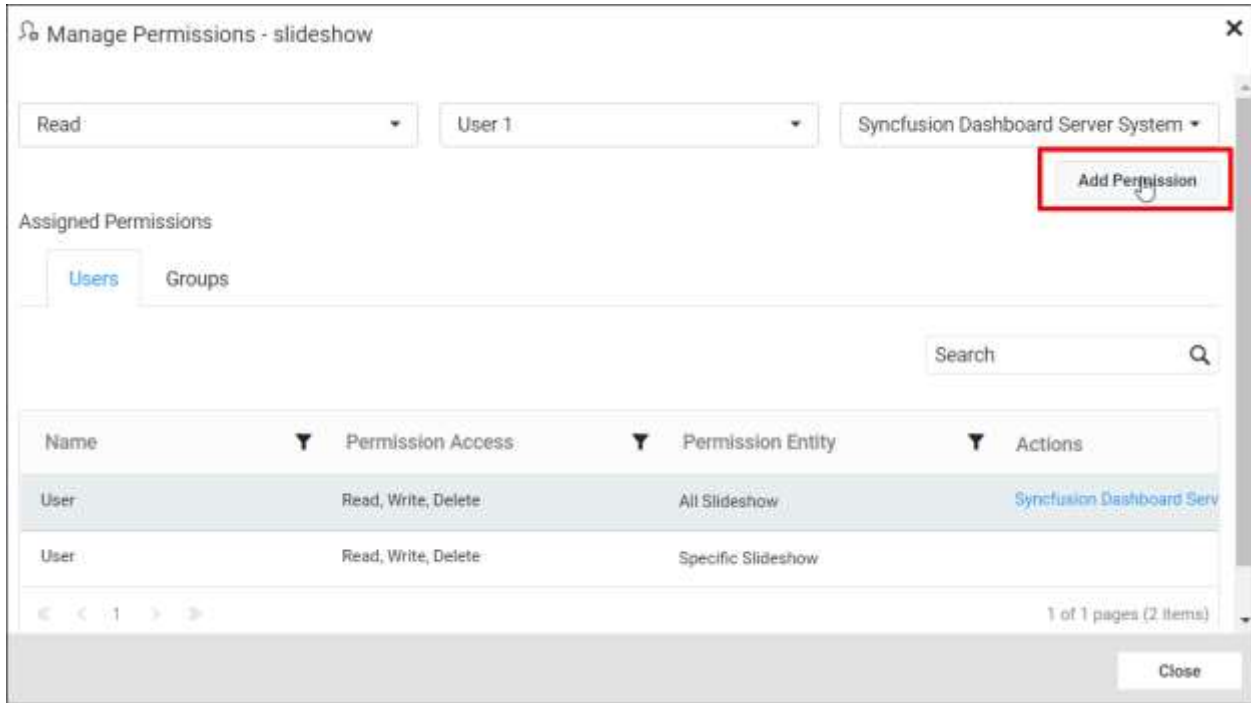 Manage Permissions - slideshow
Read User 1 Syncfusion Dashboard Server System
Add Permission
Assigned Permissions
Users Groups
Search
Name Permission Access Permission Entity Actions
User Read, Write, Delete All Slideshow Syncfusion Dashboard Serv
User Read, Write, Delete Specific Slideshow
1 1 of 1 pages (2 items)
Close